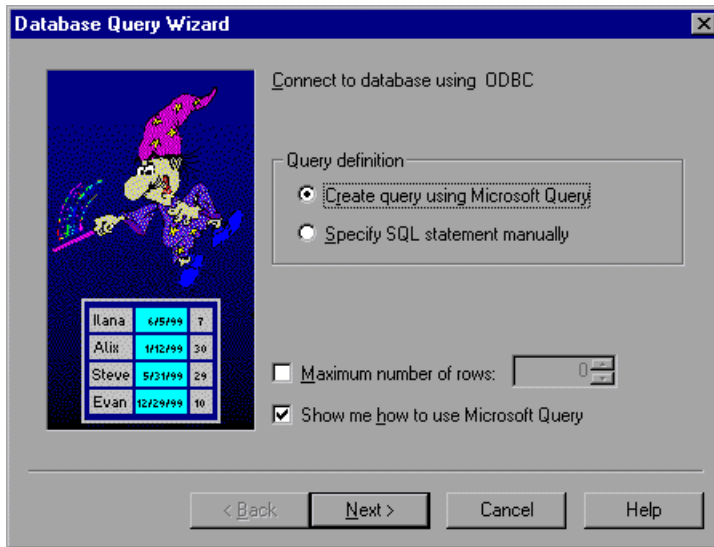 Database Query Wizard
Connect to database using ODBC
Query definition
Create query using Microsoft Query
Specify SQL statement manually
Ilana 6/5/99 7
Alix 1/12/99 30
Steve 5/31/99 29
Evan 12/29/99 10
Maximum number of rows: 0
Show me how to use Microsoft Query
< Back Next > Cancel Help